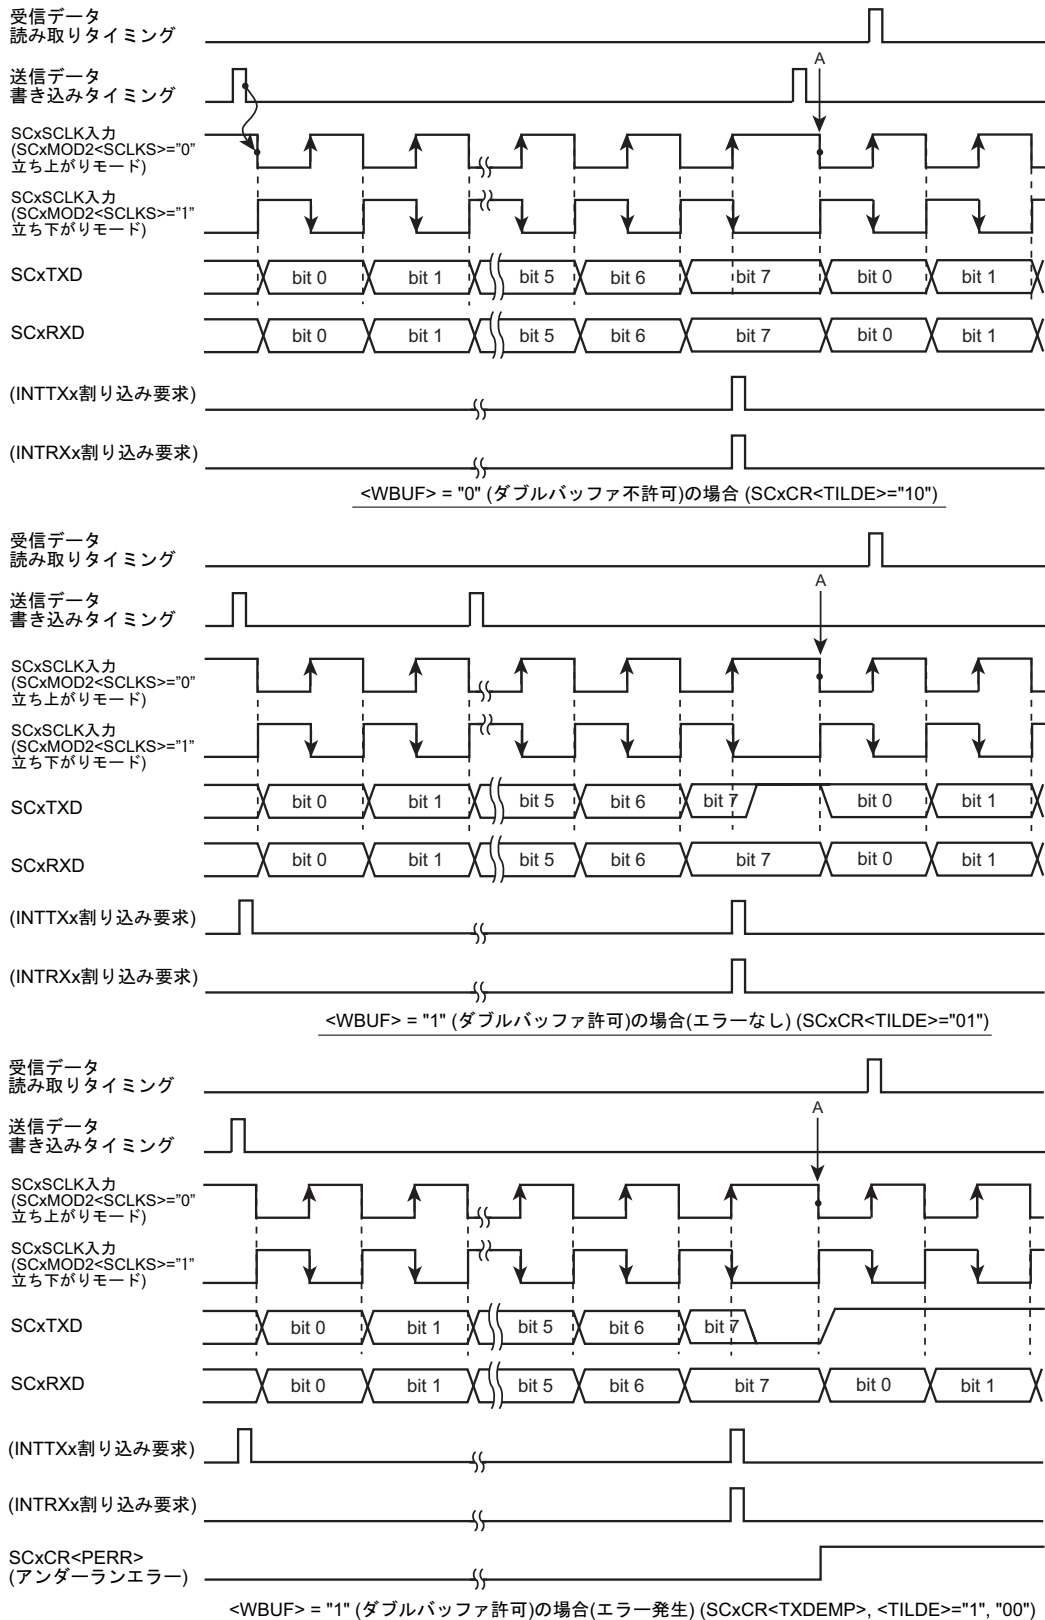 受信データ
読み取りタイミング
A
送信データ
書き込みタイミング
SCxSCLK入力
(SCxMOD2<SCLKS>="0"
立ち上がりモード)
SCxSCLK入力
(SCxMOD2<SCLKS>="1"
立ち下がりモード)
SCxTXD
bit 0 bit 1 bit 5 bit 6 bit 7 bit 0 bit 1
SCxRXD
bit 0 bit 1 bit 5 bit 6 bit 7 bit 0 bit 1
(INTTXx割り込み要求)
(INTRXx割り込み要求)
<WBUF> = "0" (ダブルバッファ不許可)の場合 (SCxCR<TILDE>="10")
受信データ
読み取りタイミング
A
送信データ
書き込みタイミング
SCxSCLK入力
(SCxMOD2<SCLKS>="0"
立ち上がりモード)
SCxSCLK入力
(SCxMOD2<SCLKS>="1"
立ち下がりモード)
SCxTXD
bit 0 bit 1 bit 5 bit 6 bit 7 bit 0 bit 1
SCxRXD
bit 0 bit 1 bit 5 bit 6 bit 7 bit 0 bit 1
(INTTXx割り込み要求)
(INTRXx割り込み要求)
<WBUF> = "1" (ダブルバッファ許可)の場合(エラーなし) (SCxCR<TILDE>="01")
受信データ
読み取りタイミング
A
送信データ
書き込みタイミング
SCxSCLK入力
(SCxMOD2<SCLKS>="0"
立ち上がりモード)
SCxSCLK入力
(SCxMOD2<SCLKS>="1"
立ち下がりモード)
SCxTXD
bit 0 bit 1 bit 5 bit 6 bit 7
SCxRXD
bit 0 bit 1 bit 5 bit 6 bit 7 bit 0 bit 1
(INTTXx割り込み要求)
(INTRXx割り込み要求)
SCxCR<PERR>
(アンダーランエラー)
<WBUF> = "1" (ダブルバッファ許可)の場合(エラー発生) (SCxCR<TXDEMP>, <TILDE>="1", "00")